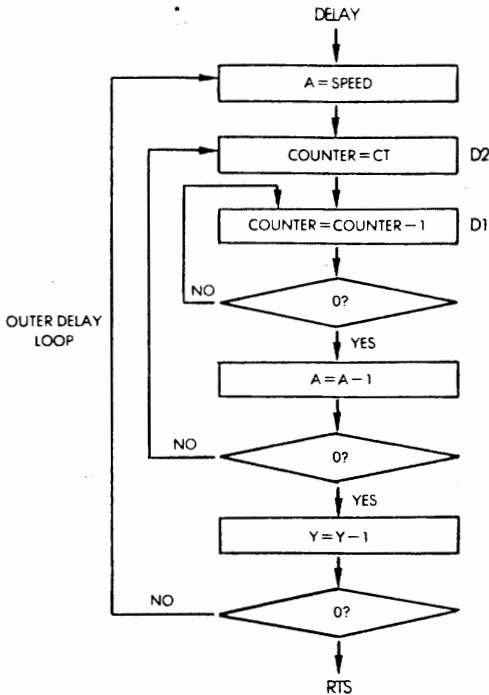 DELAY
A=SPEED
COUNTER=CT D2
COUNTER=COUNTER-1 D1
NO
0?
OUTER DELAY
LOOP
YES
A=A-1
NO
0?
YES
Y=Y-1
NO
0?
RTS